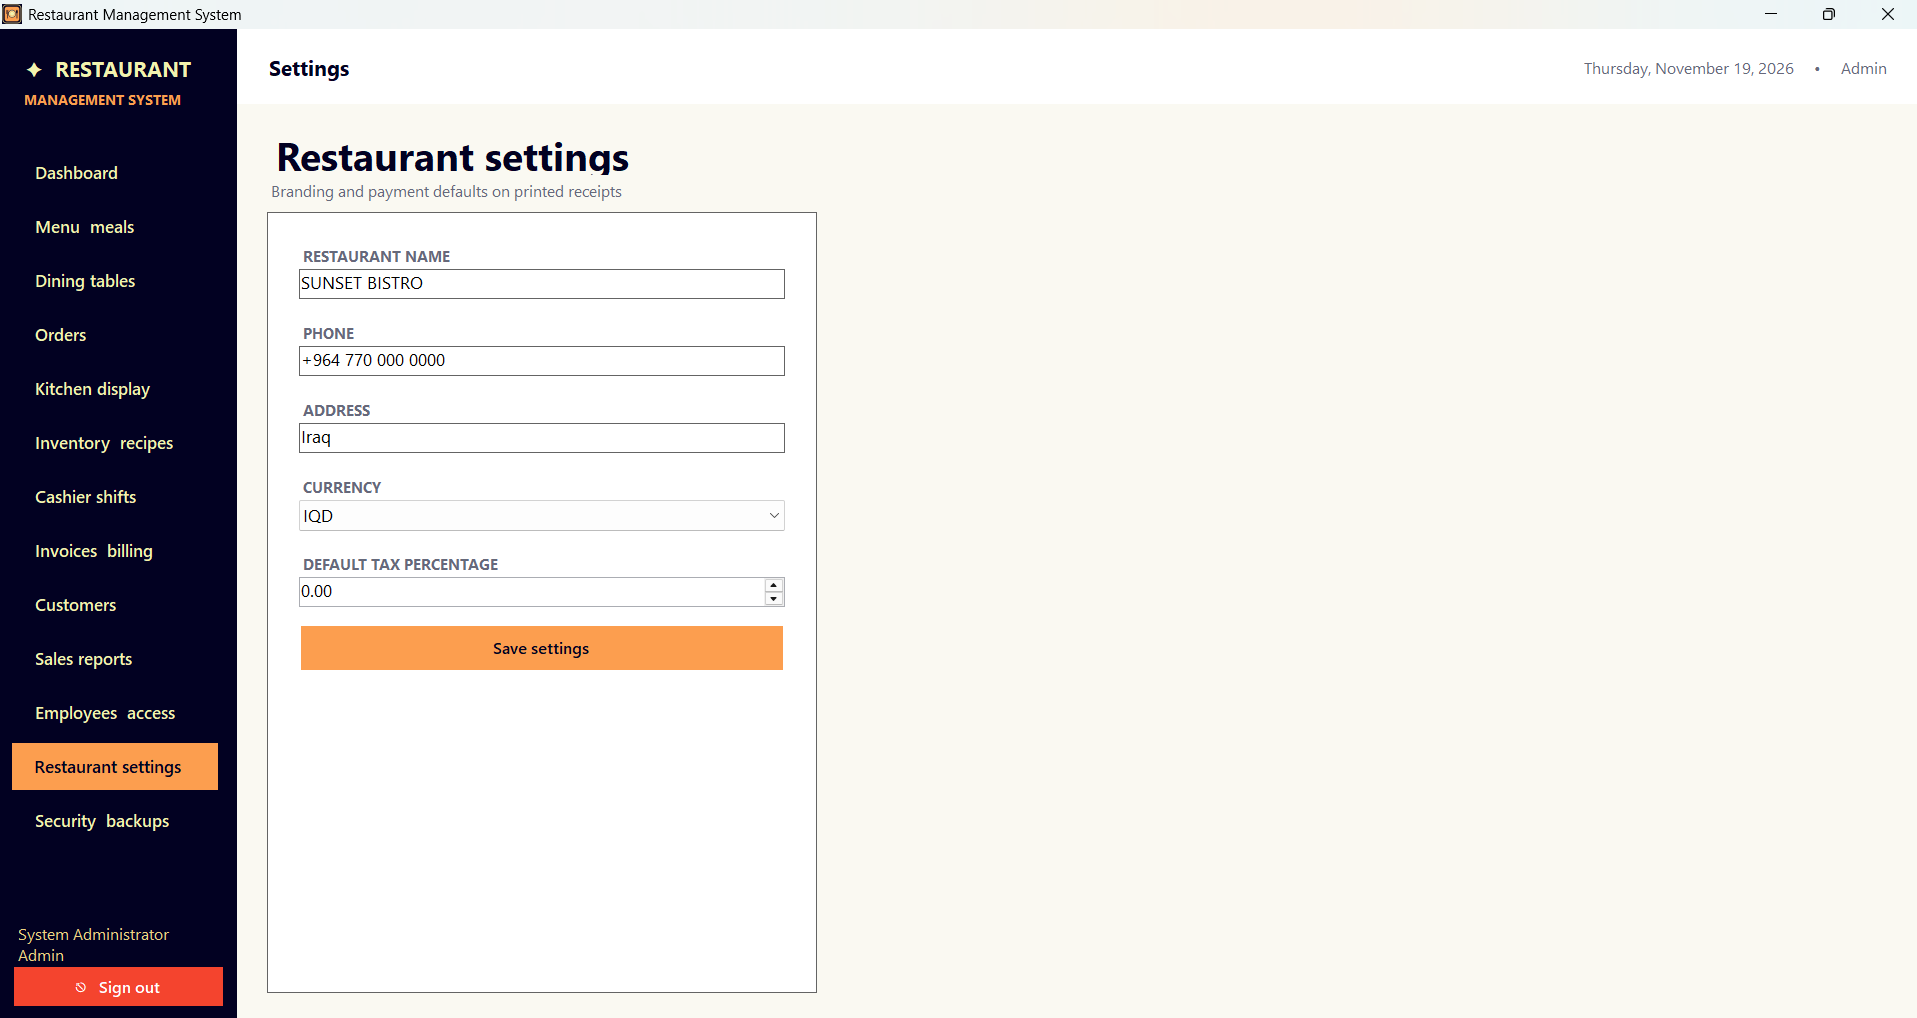 Restaurant Management System
✦ RESTAURANT
MANAGEMENT SYSTEM
Dashboard
Menu meals
Dining tables
Orders
Kitchen display
Inventory recipes
Cashier shifts
Invoices billing
Customers
Sales reports
Employees access
Restaurant settings
Security backups
System Administrator
Admin
Sign out
Settings
Thursday, November 19, 2026 • Admin
Restaurant settings
Branding and payment defaults on printed receipts
RESTAURANT NAME
SUNSET BISTRO
PHONE
+964 770 000 0000
ADDRESS
Iraq
CURRENCY
IQD
DEFAULT TAX PERCENTAGE
0.00
Save settings